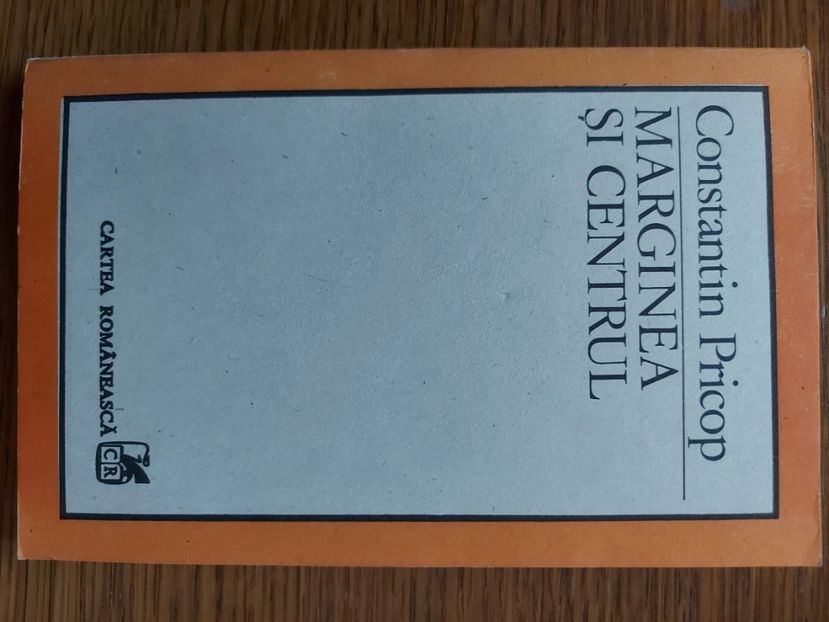 Constantin Pricop
MARGINEA
ȘI CENTRUL
CARTEA ROMÂNEASCĂ
CR